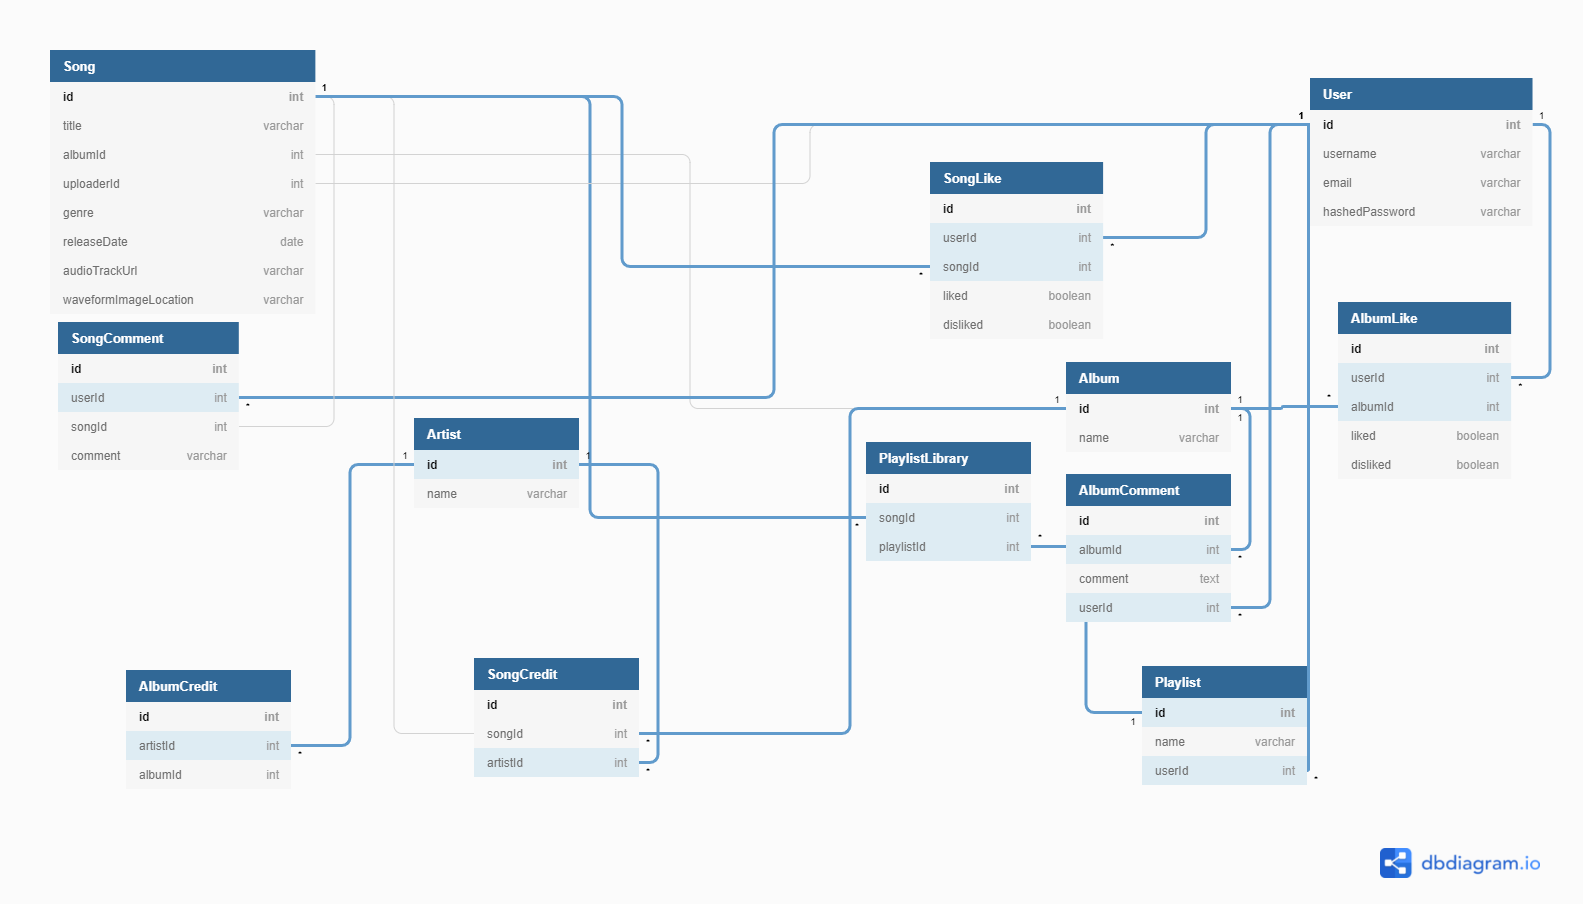 Song
1
id int
title varchar
albumId int
uploaderId int
genre varchar
releaseDate date
audioTrackUrl varchar
waveformImageLocation varchar
SongComment
id int
userId int
*
songId int
comment varchar
User
1
1
id int
username varchar
email varchar
hashedPassword varchar
SongLike
id int
userId int
*
songId int
*
liked boolean
disliked boolean
AlbumLike
id int
userId int
*
*
albumId int
liked boolean
disliked boolean
Album
1
1
id int
1
name varchar
Artist
1
1
id int
name varchar
PlaylistLibrary
id int
songId int
*
*
playlistId int
AlbumComment
id int
albumId int
*
comment text
userId int
*
AlbumCredit
id int
artistId int
*
albumId int
SongCredit
id int
songId int
*
artistId int
*
Playlist
id int
1
name varchar
userId int
*
dbdiagram.io